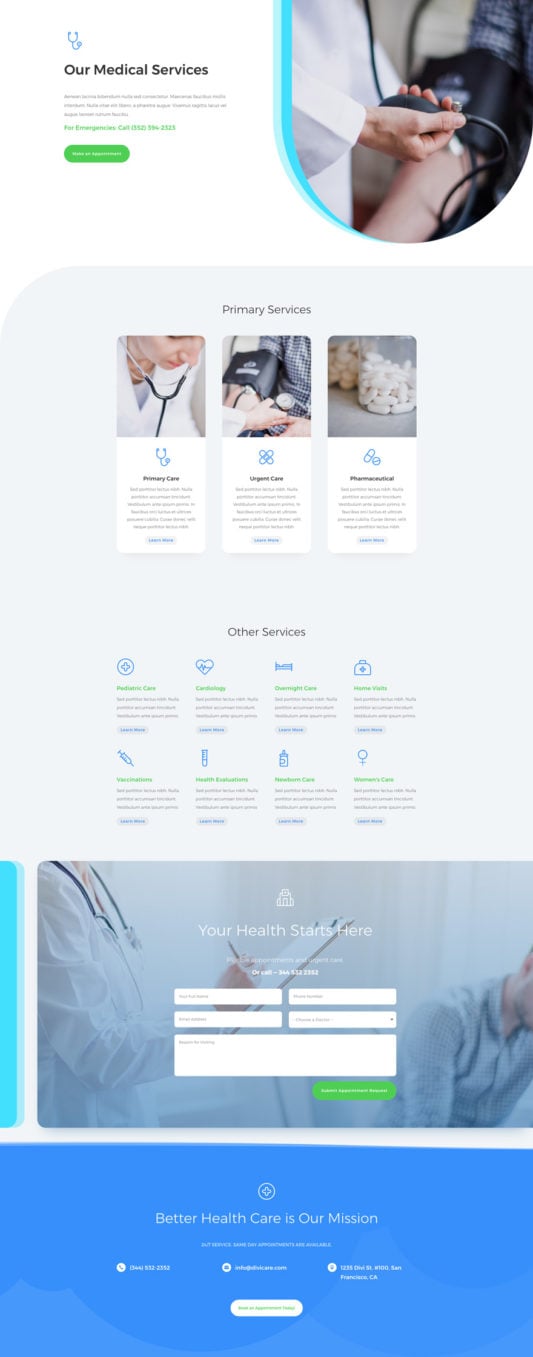 Our Medical Services
Aenean lacinia bibendum nulla sed consectetur. Maecenas faucibus mollis
interdum. Nulla vitae elit libero, a pharetra augue. Vivamus sagittis lacus vel
augue laoreet rutrum faucibus.
For Emergencies: Call (352) 394-2323
Make an Appointment
Primary Services
Primary Care
Sed porttitor lectus nibh. Nulla
porttitor accumsan tincidunt.
Vestibulum ante ipsum primis. In
faucibus orci luctus et ultrices
posuere cubilia. Curae donec velit
neque porttitor lectus nibh.
Learn More
Urgent Care
Sed porttitor lectus nibh. Nulla
porttitor accumsan tincidunt.
Vestibulum ante ipsum primis. In
faucibus orci luctus et ultrices
posuere cubilia. Curae donec velit
neque porttitor lectus nibh.
Learn More
Pharmaceutical
Sed porttitor lectus nibh. Nulla
porttitor accumsan tincidunt.
Vestibulum ante ipsum primis. In
faucibus orci luctus et ultrices
posuere cubilia. Curae donec velit
neque porttitor lectus nibh.
Learn More
Other Services
Pediatric Care
Sed porttitor lectus nibh. Nulla
porttitor accumsan tincidunt.
Vestibulum ante ipsum primis.
Learn More
Cardiology
Sed porttitor lectus nibh. Nulla
porttitor accumsan tincidunt.
Vestibulum ante ipsum primis.
Learn More
Overnight Care
Sed porttitor lectus nibh. Nulla
porttitor accumsan tincidunt.
Vestibulum ante ipsum primis.
Learn More
Home Visits
Sed porttitor lectus nibh. Nulla
porttitor accumsan tincidunt.
Vestibulum ante ipsum primis.
Learn More
Vaccinations
Sed porttitor lectus nibh. Nulla
porttitor accumsan tincidunt.
Vestibulum ante ipsum primis.
Learn More
Health Evaluations
Sed porttitor lectus nibh. Nulla
porttitor accumsan tincidunt.
Vestibulum ante ipsum primis.
Learn More
Newborn Care
Sed porttitor lectus nibh. Nulla
porttitor accumsan tincidunt.
Vestibulum ante ipsum primis.
Learn More
Women's Care
Sed porttitor lectus nibh. Nulla
porttitor accumsan tincidunt.
Vestibulum ante ipsum primis.
Learn More
Your Health Starts Here
appointments and urgent care
Or call – 344 532 2352
Your Full Name
Phone Number
Email Address
- Choose a Doctor -
Reason for Visiting
Submit Appointment Request
Better Health Care is Our Mission
24/7 SERVICE. SAME DAY APPOINTMENTS ARE AVAILABLE.
(344) 532-2352
info@divicare.com
1235 Divi St. #100, San
Francisco, CA
Book an Appointment Today!